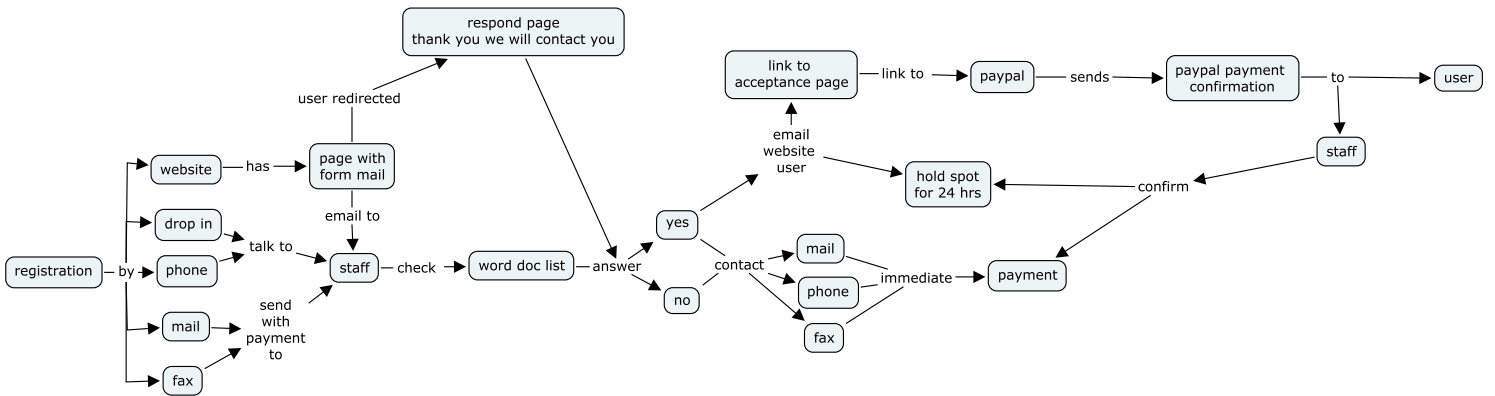 respond page
thank you we will contact you
link to
acceptance page
link to
paypal
sends
paypal payment
confirmation
to
user
user redirected
email
website
user
staff
website
has
page with
form mail
hold spot
for 24 hrs
confirm
drop in
email to
yes
talk to
registration
by
phone
staff
check
word doc list
answer
contact
mail
immediate
payment
no
phone
send
with
payment
to
mail
fax
fax